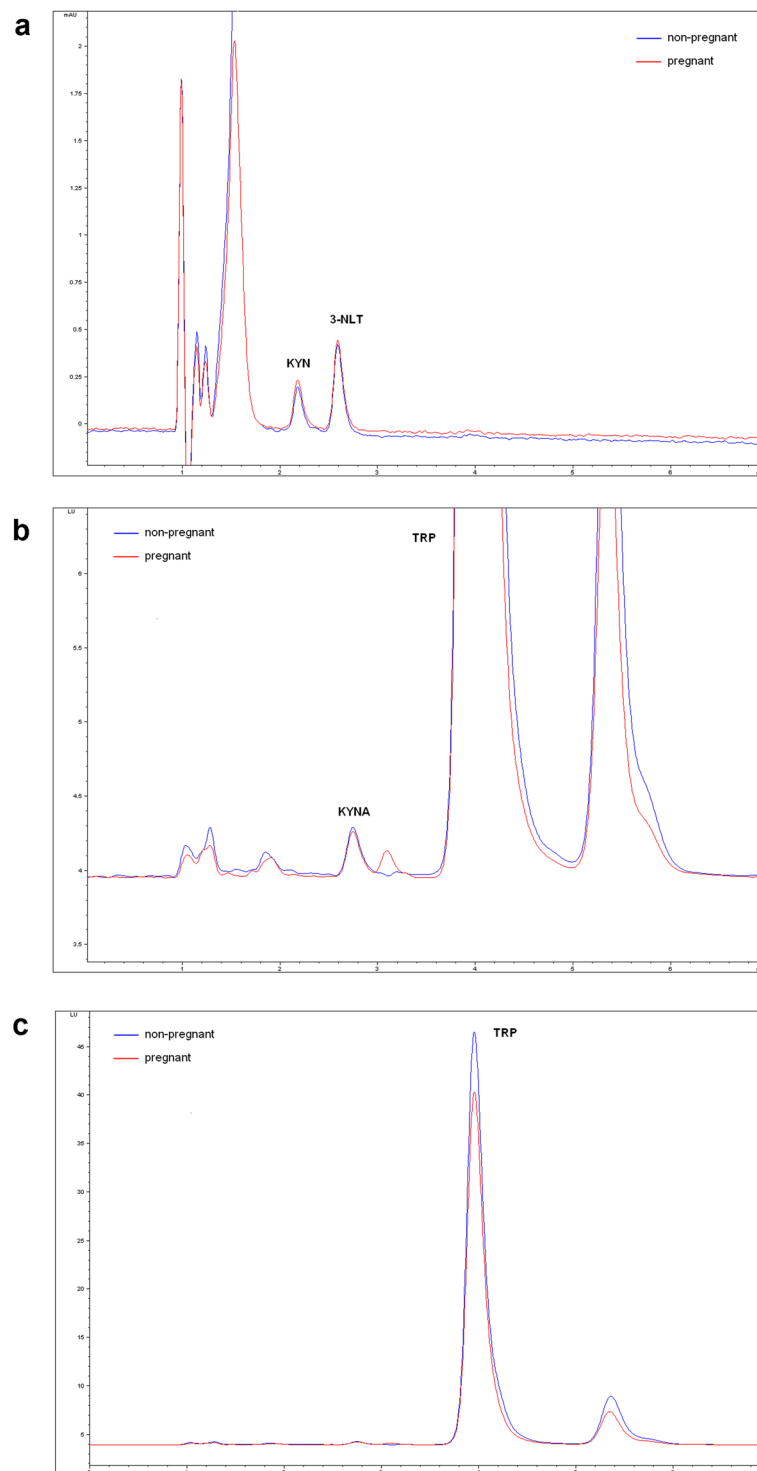 a
mAU
non-pregnant
pregnant
2
1.75
1.5
1.25
1
0.75
0.5
0.25
0
KYN
3-NLT
1 2 3 4 5 6
b
LU
non-pregnant
pregnant
TRP
6
5.5
5
4.5
4
3.5
KYNA
1 2 3 4 5 6
c
LU
non-pregnant
pregnant
TRP
45
40
35
30
25
20
15
10
5